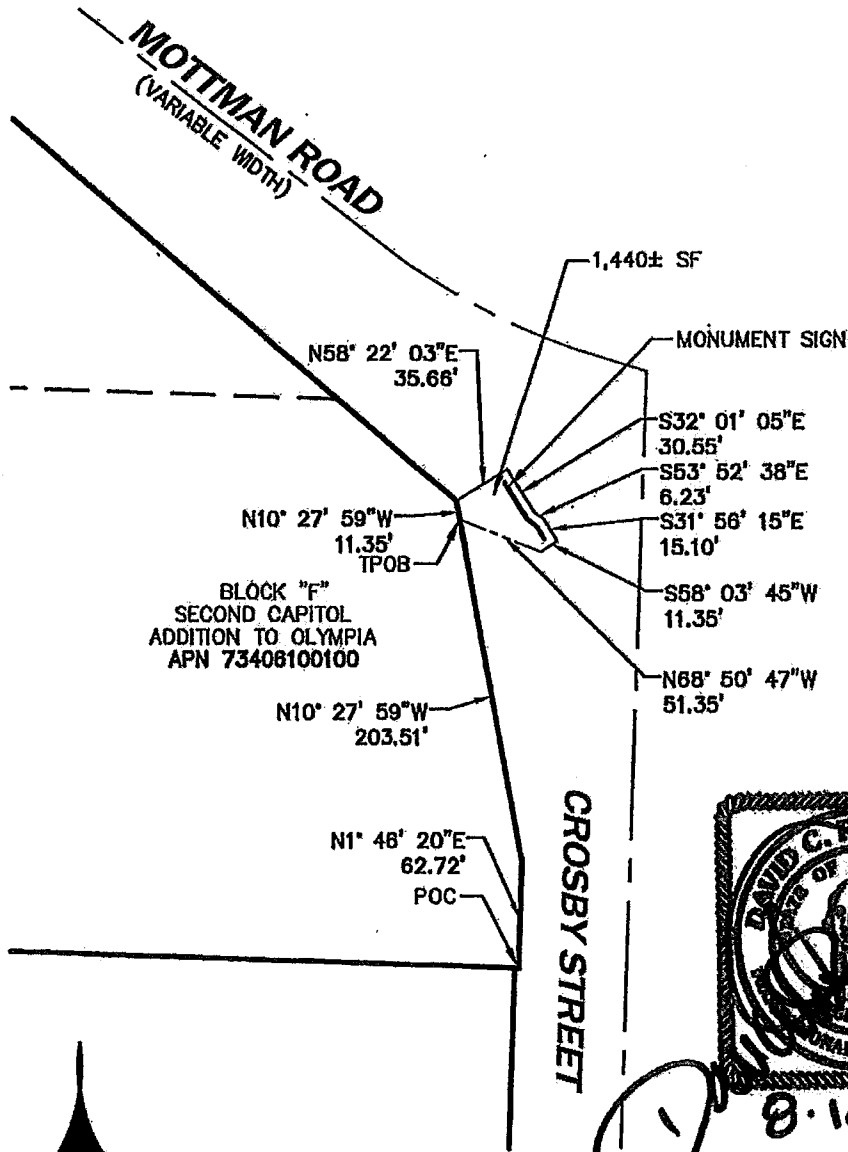 MOTTMAN ROAD
(VARIABLE WIDTH)
1,440± SF
MONUMENT SIGN
N58° 22' 03"E
35.66'
S32° 01' 05"E
30.55'
S53° 52' 38"E
6.23'
S31° 56' 15"E
15.10'
N10° 27' 59"W
11.35'
TPOB
S58° 03' 45"W
11.35'
BLOCK "F"
SECOND CAPITOL
ADDITION TO OLYMPIA
APN 73406100100
N68° 50' 47"W
51.35'
N10° 27' 59"W
203.51'
CROSBY STREET
N1° 46' 20"E
62.72'
POC
DAVID C.
STATE OF